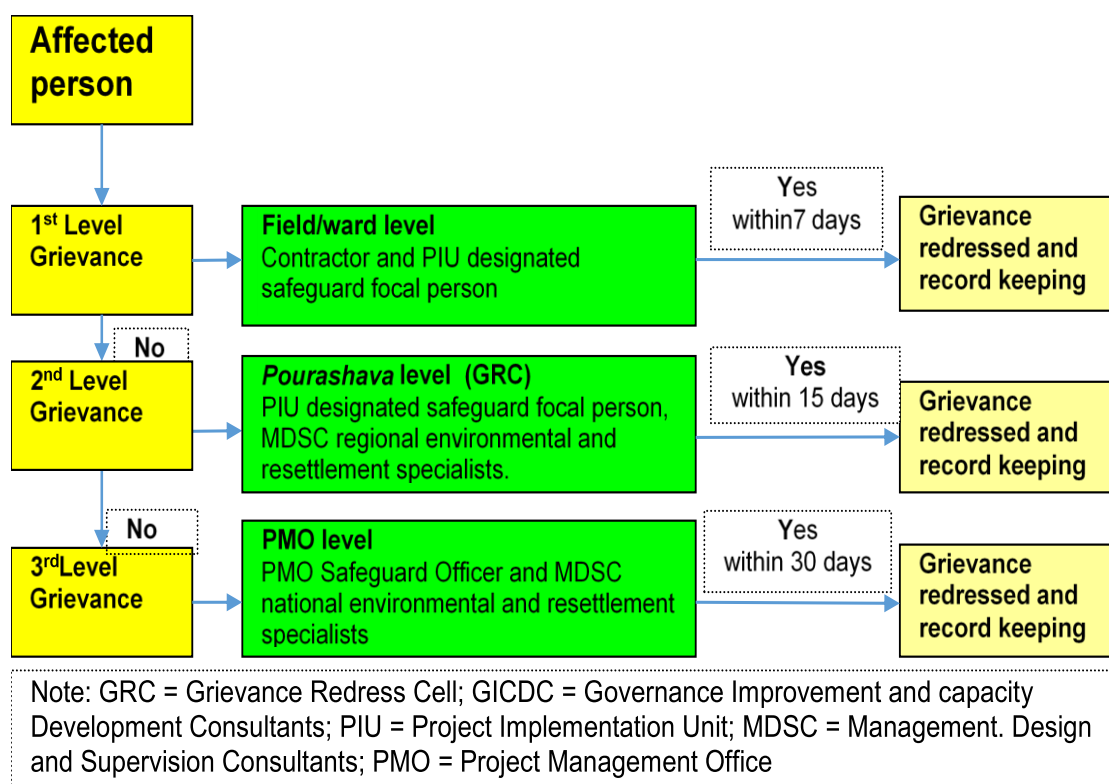 Affected
person
1st Level
Grievance
Field/ward level
Contractor and PIU designated
safeguard focal person
Yes
within7 days
Grievance
redressed and
record keeping
No
2nd Level
Grievance
Pourashava level (GRC)
PIU designated safeguard focal person,
MDSC regional environmental and
resettlement specialists.
Yes
within 15 days
Grievance
redressed and
record keeping
No
3rdLevel
Grievance
PMO level
PMO Safeguard Officer and MDSC
national environmental and resettlement
specialists
Yes
within 30 days
Grievance
redressed and
record keeping
Note: GRC = Grievance Redress Cell; GICDC = Governance Improvement and capacity
Development Consultants; PIU = Project Implementation Unit; MDSC = Management. Design
and Supervision Consultants; PMO = Project Management Office